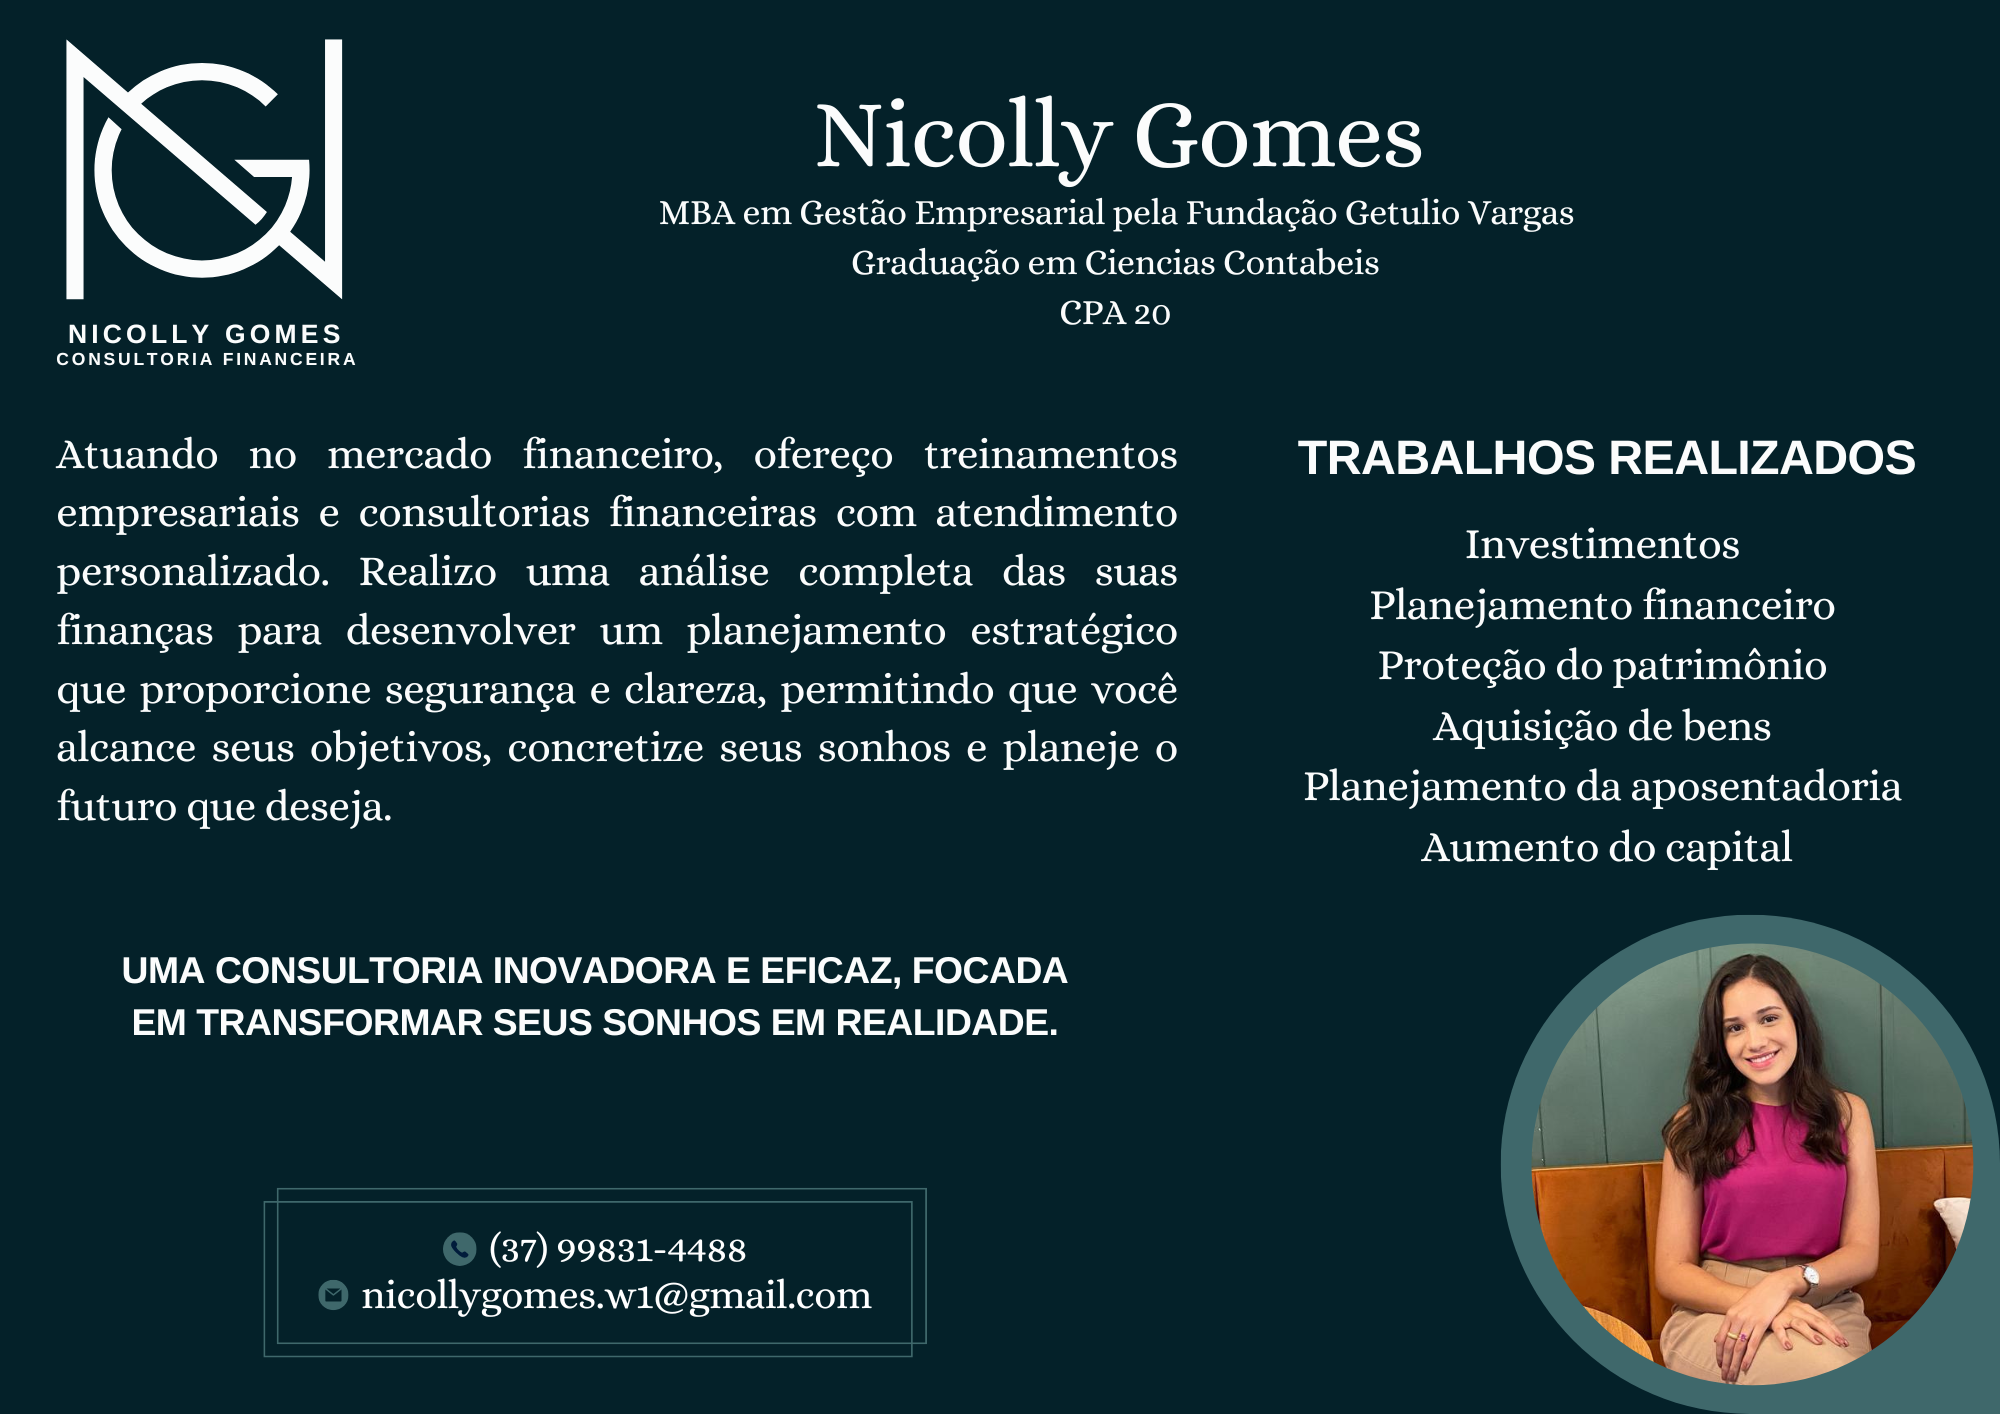 NICOLLY GOMES
CONSULTORIA FINANCEIRA
Nicolly Gomes
MBA em Gestão Empresarial pela Fundação Getulio Vargas
Graduação em Ciencias Contabeis
CPA 20
Atuando no mercado financeiro, ofereço treinamentos
empresariais e consultorias financeiras com atendimento
personalizado. Realizo uma análise completa das suas
finanças para desenvolver um planejamento estratégico
que proporcione segurança e clareza, permitindo que você
alcance seus objetivos, concretize seus sonhos e planeje o
futuro que deseja.
TRABALHOS REALIZADOS
Investimentos
Planejamento financeiro
Proteção do patrimônio
Aquisição de bens
Planejamento da aposentadoria
Aumento do capital
UMA CONSULTORIA INOVADORA E EFICAZ, FOCADA
EM TRANSFORMAR SEUS SONHOS EM REALIDADE.
(37) 99831-4488
nicollygomes.w1@gmail.com